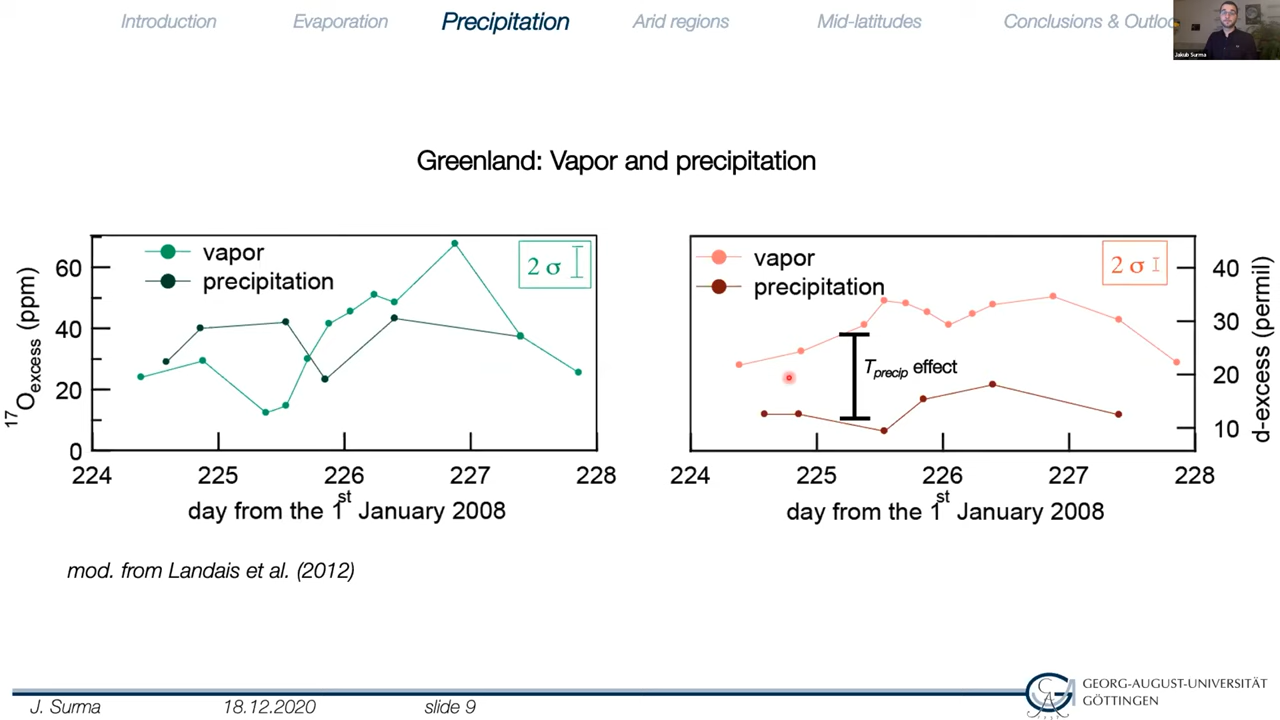 Introduction Evaporation Precipitation Arid regions Mid-latitudes Conclusions & Outloo
Jakub Surma
Greenland: Vapor and precipitation
vapor
precipitation
2 σ
60
40
20
0
17Oexcess (ppm)
224 225 226 227 228
day from the 1st January 2008
vapor
precipitation
2 σ
Tprecip effect
40
30
20
10
d-excess (permil)
224 225 226 227 228
day from the 1st January 2008
mod. from Landais et al. (2012)
J. Surma 18.12.2020 slide 9
GEORG-AUGUST-UNIVERSITÄT
GÖTTINGEN